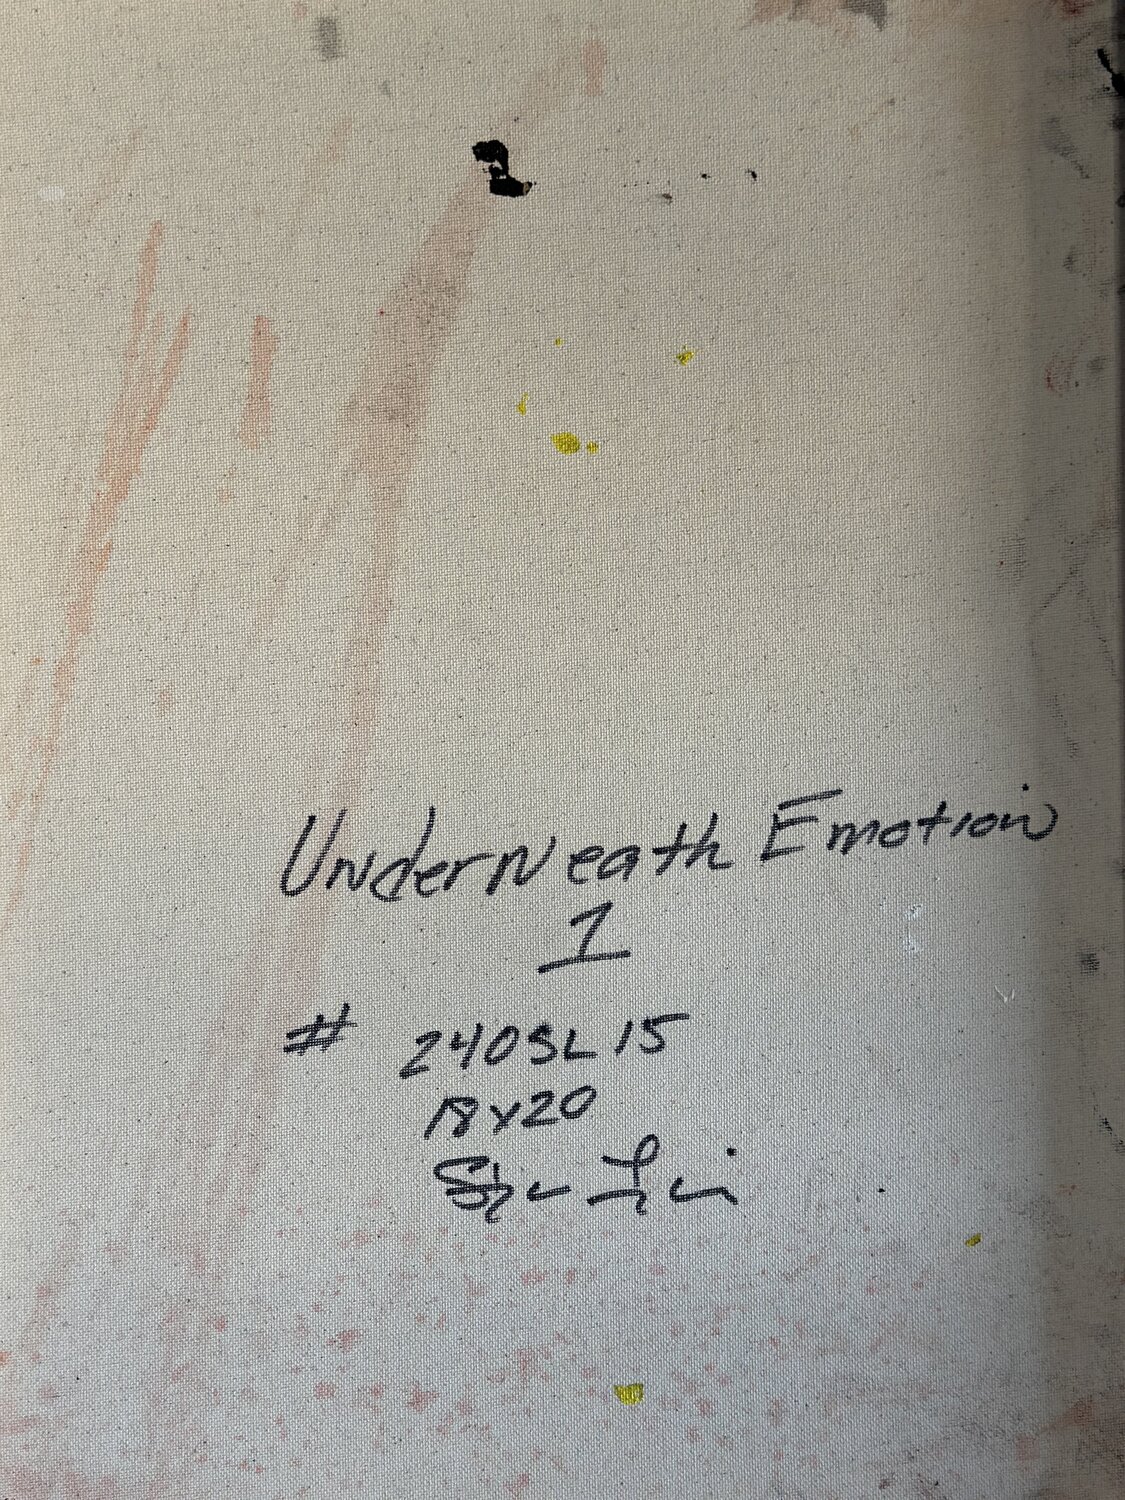 Underneath Emotion
1
# 240SL15
18x20